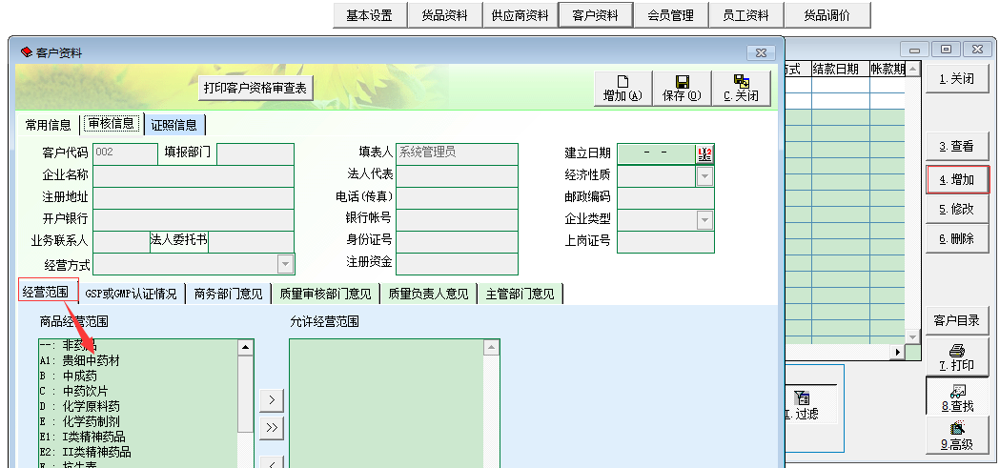 基本设置 货品资料 供应商资料 客户资料 会员管理 员工资料 货品调价
客户资料
打印客户资格审查表 增加(A) 保存(O) C.关闭
常用信息 审核信息 证照信息
客户代码 002 填报部门 填表人 系统管理员 建立日期 - - 12
企业名称 法人代表 经济性质
注册地址 电话(传真) 邮政编码
开户银行 银行帐号 企业类型
业务联系人 法人委托书 身份证号 上岗证号
经营方式 注册资金
经营范围 GSP或GMP认证情况 商务部门意见 质量审核部门意见 质量负责人意见 主管部门意见
商品经营范围 允许经营范围
--: 非药品
A1: 贵细中药材
B : 中成药
C : 中药饮片
D : 化学原料药
E : 化学药制剂
E1: I类精神药品
E2: II类精神药品
> 
>>
<
方式 结款日期 帐款期
1.关闭
3.查看
4.增加
5.修改
6.删除
客户目录
7.打印
8.查找
9.高级
.过滤